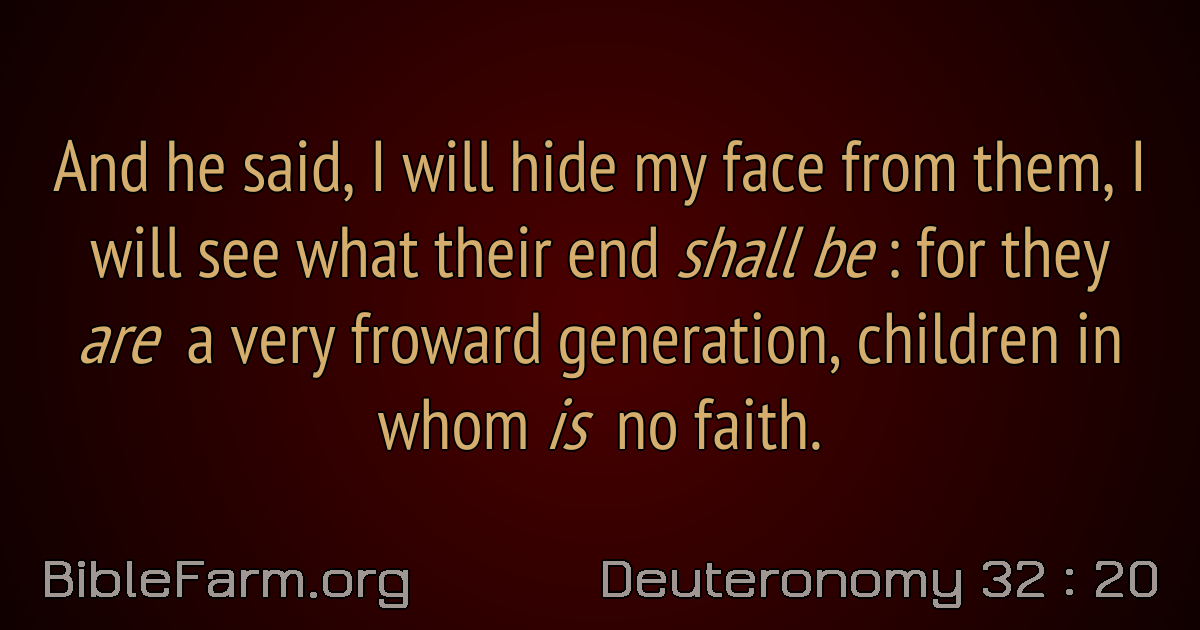 And he said, I will hide my face from them, I
will see what their end shall be : for they
are a very froward generation, children in
whom is no faith.
BibleFarm.org
Deuteronomy 32 : 20